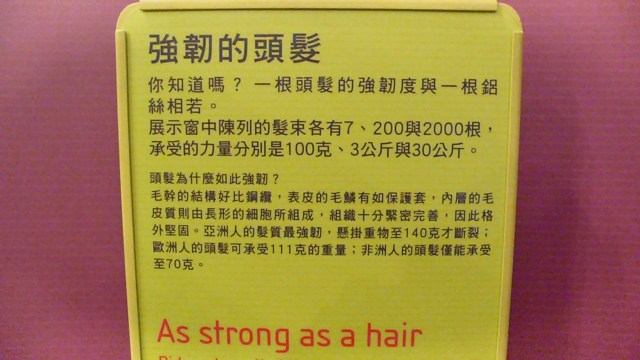 強韌的頭髮
你知道嗎？ 一根頭髮的強韌度與一根鋁
絲相若。
展示窗中陳列的髮束各有7、200與2000根，
承受的力量分別是100克、3公斤與30公斤。
頭髮為什麼如此強韌？
毛幹的結構好比鋼纜，表皮的毛鱗有如保護套，內層的毛
皮質則由長形的細胞所組成，組織十分緊密完善，因此格
外堅固。亞洲人的髮質最強韌，懸掛重物至140克才斷裂；
歐洲人的頭髮可承受111克的重量；非洲人的頭髮僅能承受
至70克。
As strong as a hair